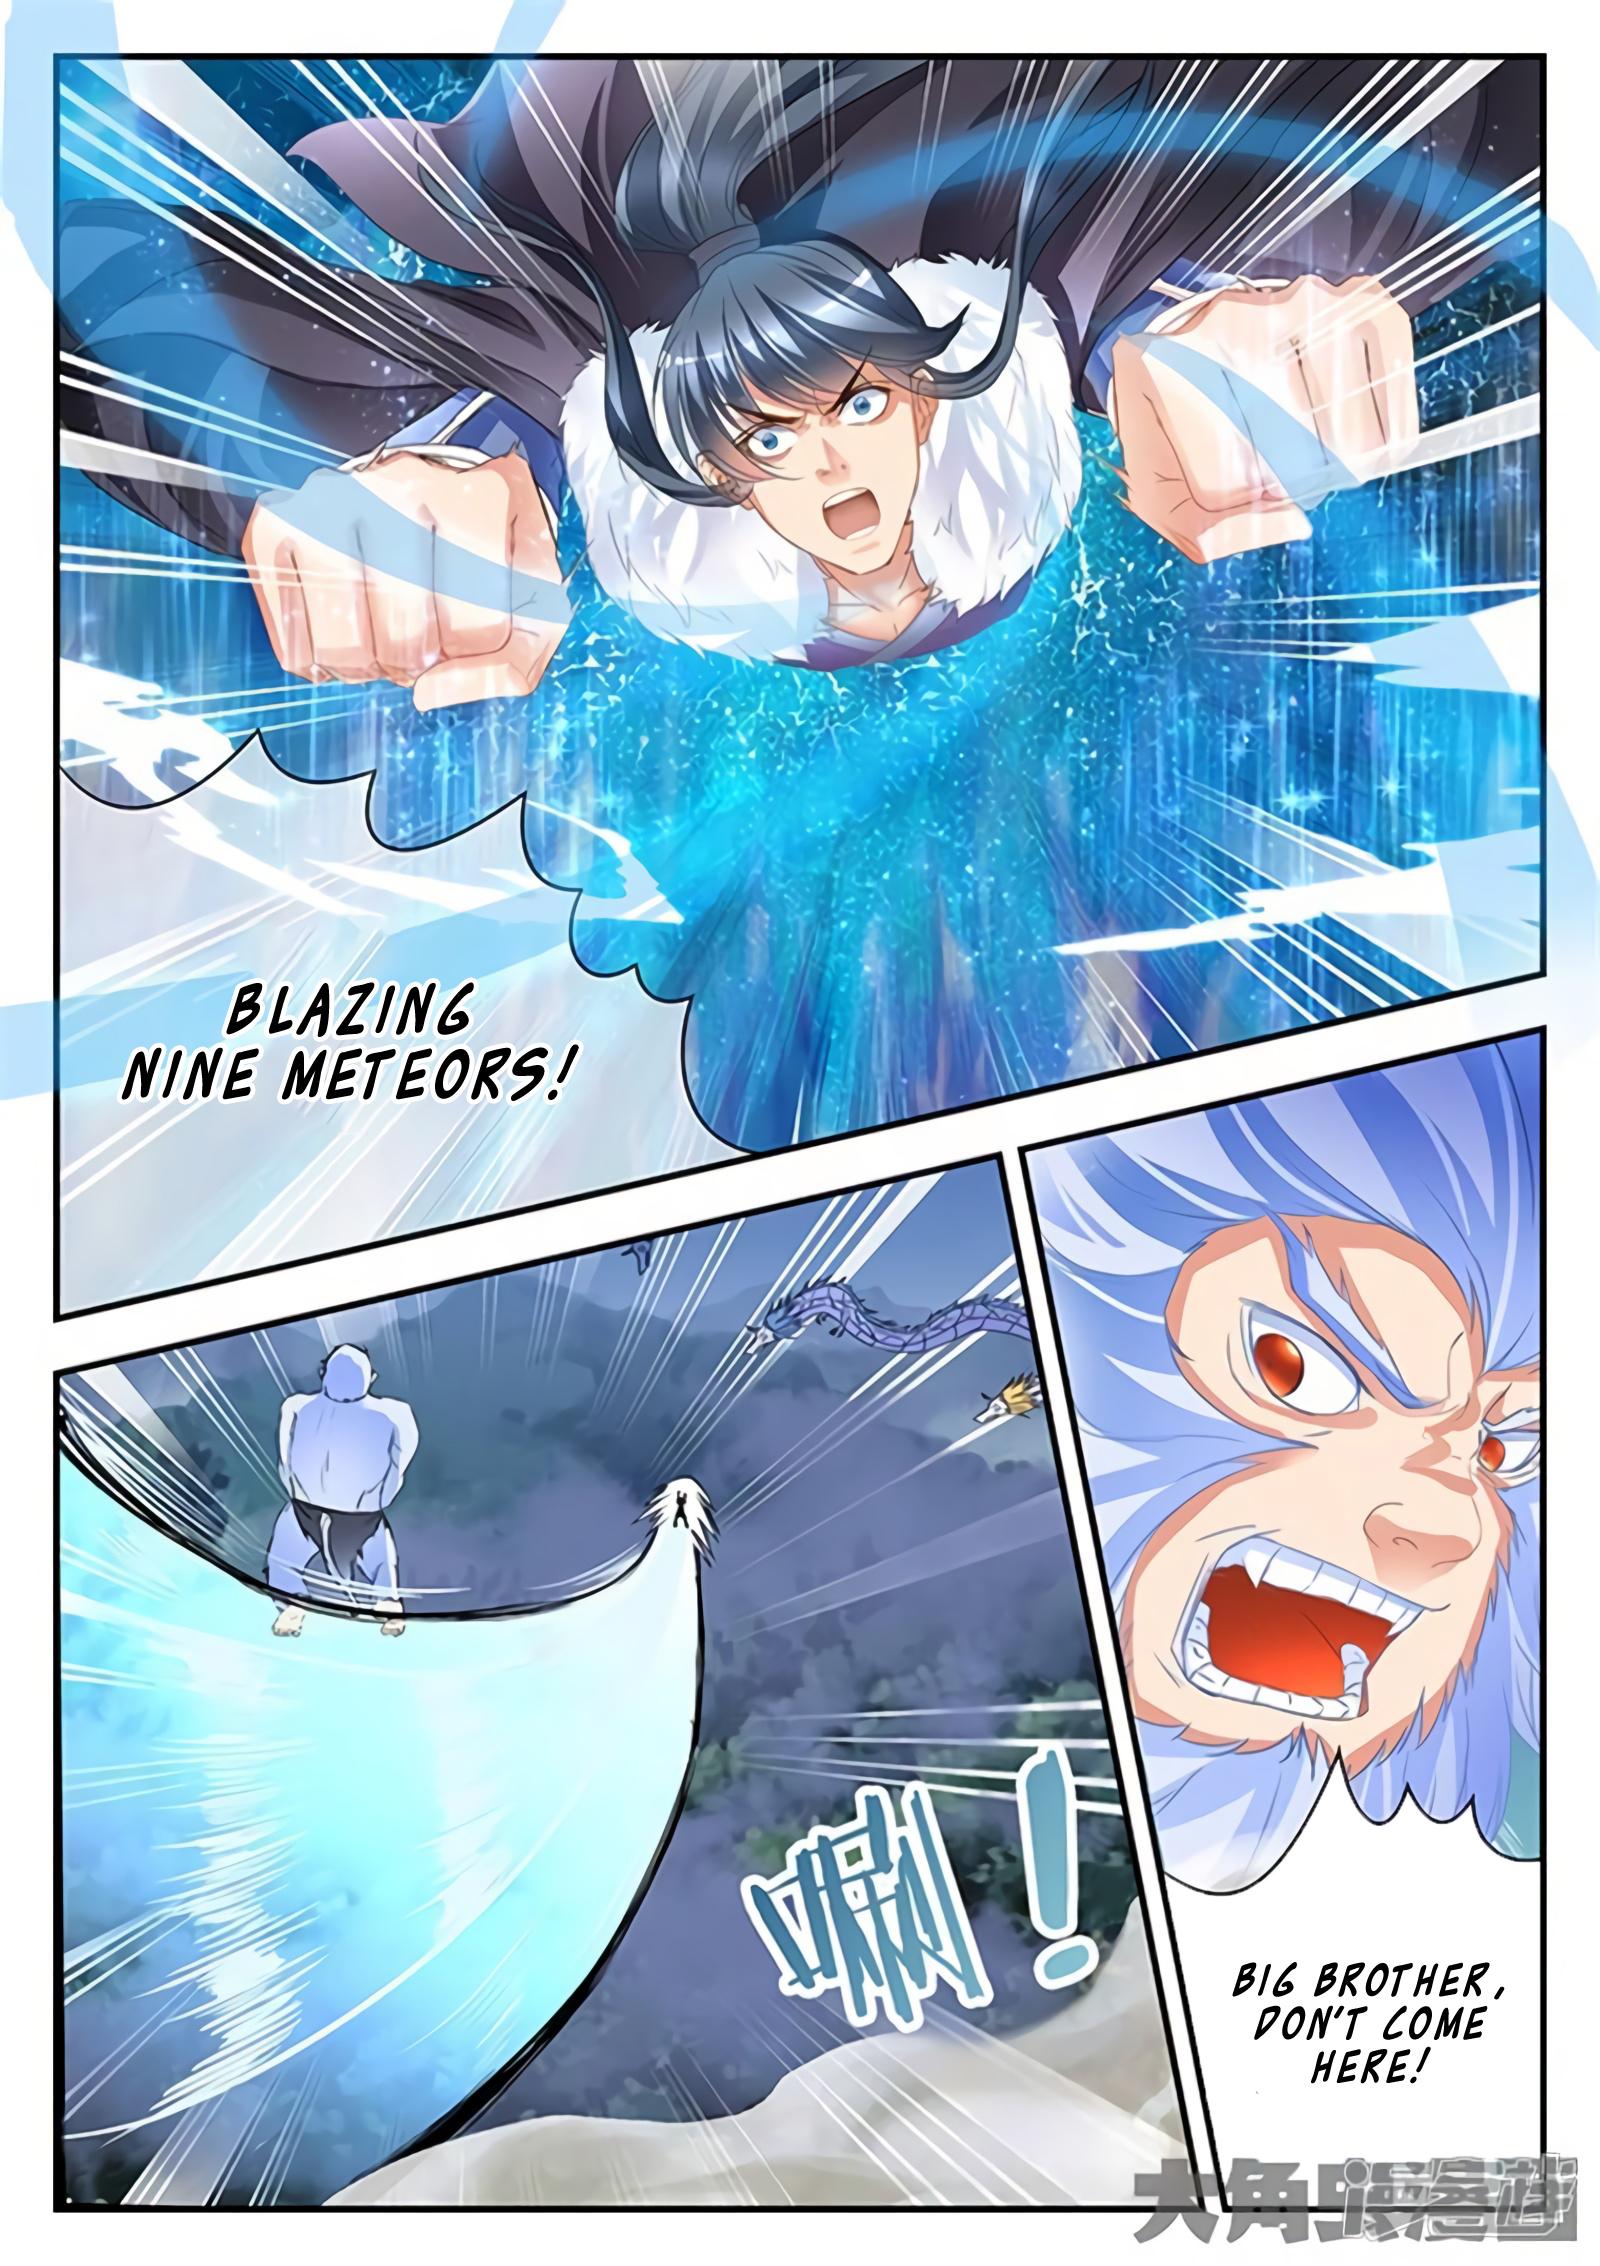 BLAZING
NINE METEORS!
BIG BROTHER,
DON'T COME
HERE!